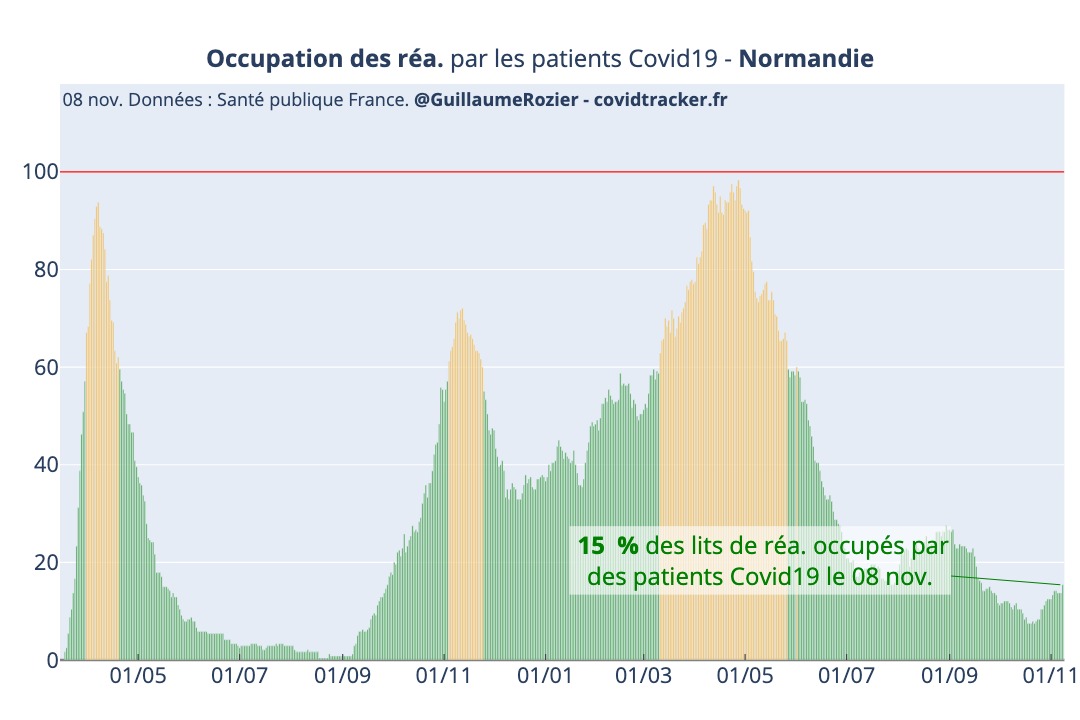 Occupation des réa. par les patients Covid19 - Normandie
08 nov. Données : Santé publique France. @GuillaumeRozier - covidtracker.fr
100
80
60
40
20
0
15 % des lits de réa. occupés par
des patients Covid19 le 08 nov.
01/05 01/07 01/09 01/11 01/01 01/03 01/05 01/07 01/09 01/11